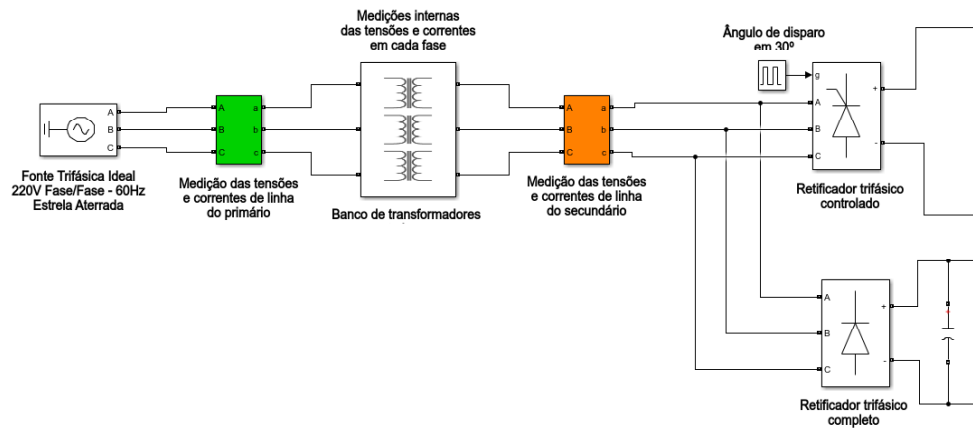 Medições internas
das tensões e correntes
em cada fase
Ângulo de disparo
em 30º
g
A
B
C
+
-
A
B
C
A
B
C
a
b
c
A
B
C
a
b
c
Fonte Trifásica Ideal
220V Fase/Fase - 60Hz
Estrela Aterrada
Medição das tensões
e correntes de linha
do primário
Banco de transformadores
Medição das tensões
e correntes de linha
do secundário
Retificador trifásico
controlado
A
B
C
+
-
+
Retificador trifásico
completo